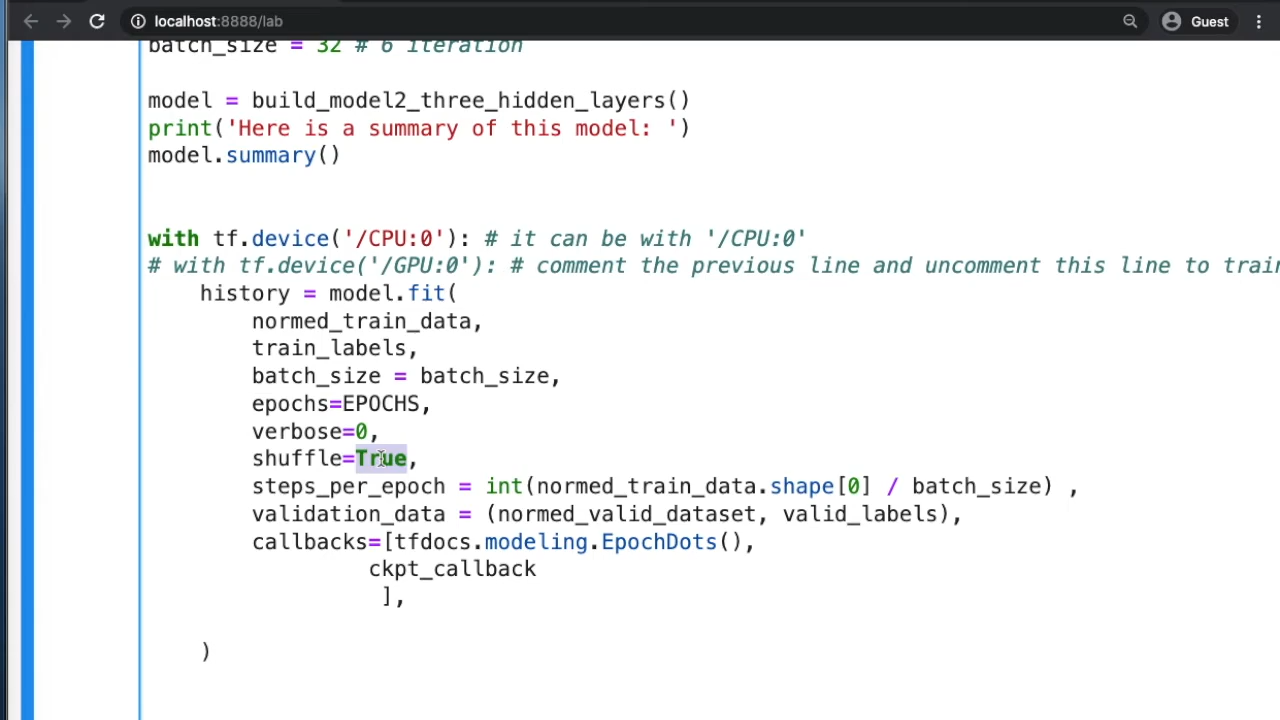 localhost:8888/lab
Guest
batch_size = 32 # 6 iteration
model = build_model2_three_hidden_layers()
print('Here is a summary of this model: ')
model.summary()
with tf.device('/CPU:0'): # it can be with '/CPU:0'
# with tf.device('/GPU:0'): # comment the previous line and uncomment this line to train
history = model.fit(
normed_train_data,
train_labels,
batch_size = batch_size,
epochs=EPOCHS,
verbose=0,
shuffle=True,
steps_per_epoch = int(normed_train_data.shape[0] / batch_size) ,
validation_data = (normed_valid_dataset, valid_labels),
callbacks=[tfdocs.modeling.EpochDots(),
ckpt_callback
],
)